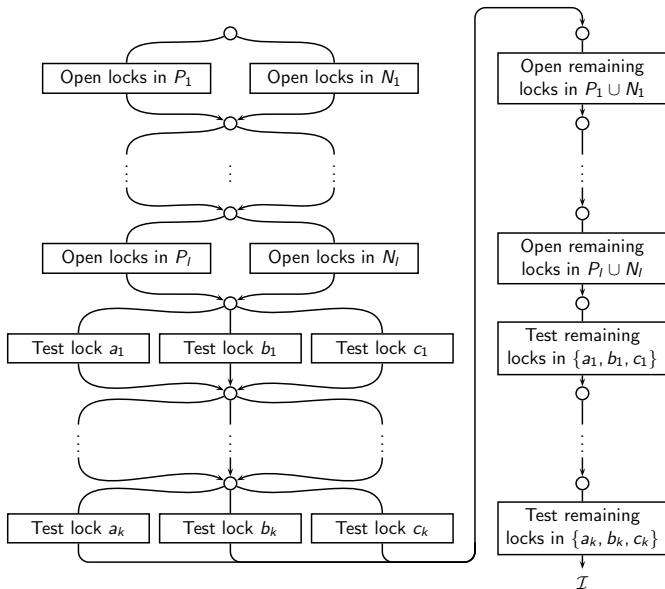 Open locks in P₁
Open locks in N₁
⋮ ⋮ ⋮
Open locks in Pₗ
Open locks in Nₗ
Test lock a₁
Test lock b₁
Test lock c₁
⋮ ⋮ ⋮
Test lock aₖ
Test lock bₖ
Test lock cₖ
Open remaining
locks in P₁ ∪ N₁
⋮
Open remaining
locks in Pₗ ∪ Nₗ
Test remaining
locks in {a₁, b₁, c₁}
⋮
Test remaining
locks in {aₖ, bₖ, cₖ}
ℐ